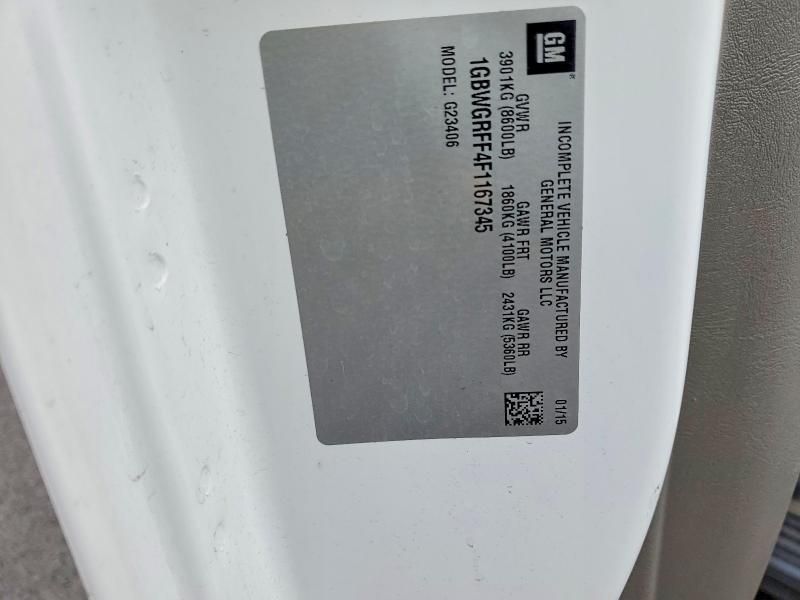 GM
INCOMPLETE VEHICLE MANUFACTURED BY
GENERAL MOTORS LLC
01/15
GVWR GAWR FRT GAWR RR
3901KG (8600LB) 1860KG (4100LB) 2431KG (5360LB)
1GBWGRFF4F1167345
MODEL: G23406